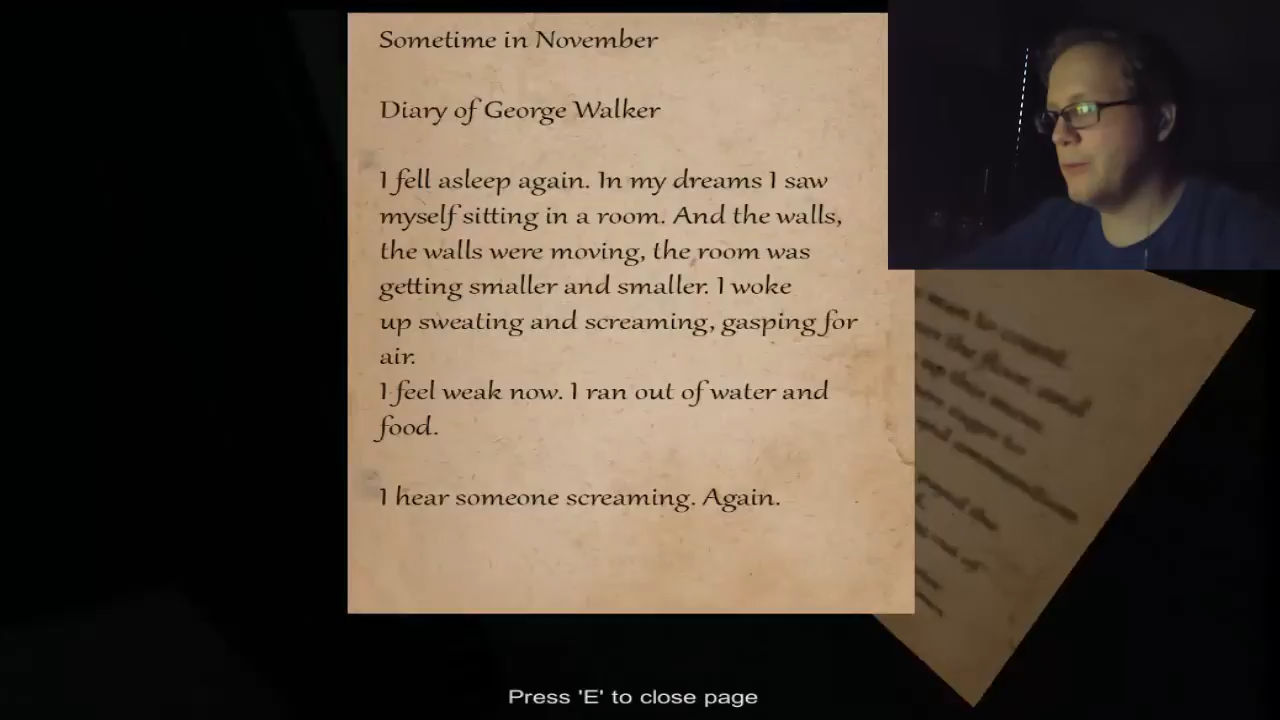 Sometime in November
Diary of George Walker
I fell asleep again. In my dreams I saw
myself sitting in a room. And the walls,
the walls were moving, the room was
getting smaller and smaller. I woke
up sweating and screaming, gasping for
air.
I feel weak now. I ran out of water and
food.
I hear someone screaming. Again.
Press 'E' to close page